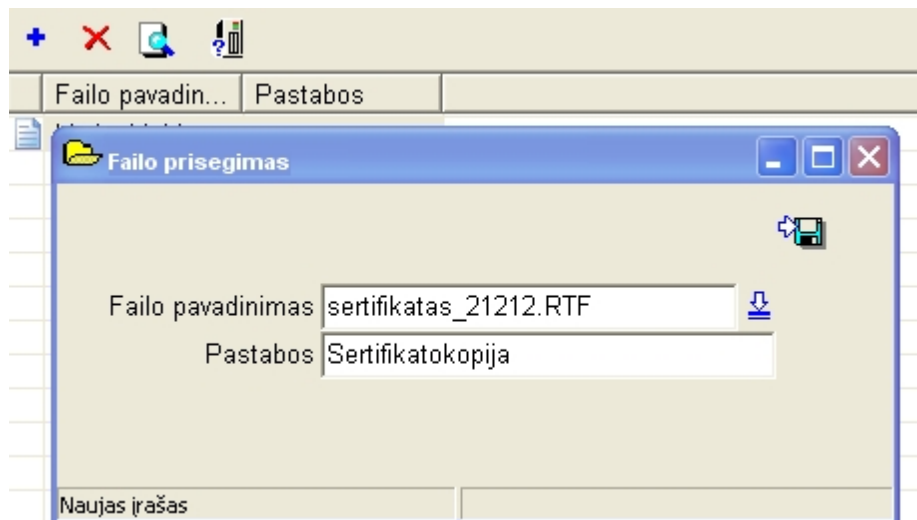 Failo pavadin... Pastabos
Failo prisegimas
Failo pavadinimas sertifikatas_21212.RTF
Pastabos Sertifikatokopija
Naujas įrašas